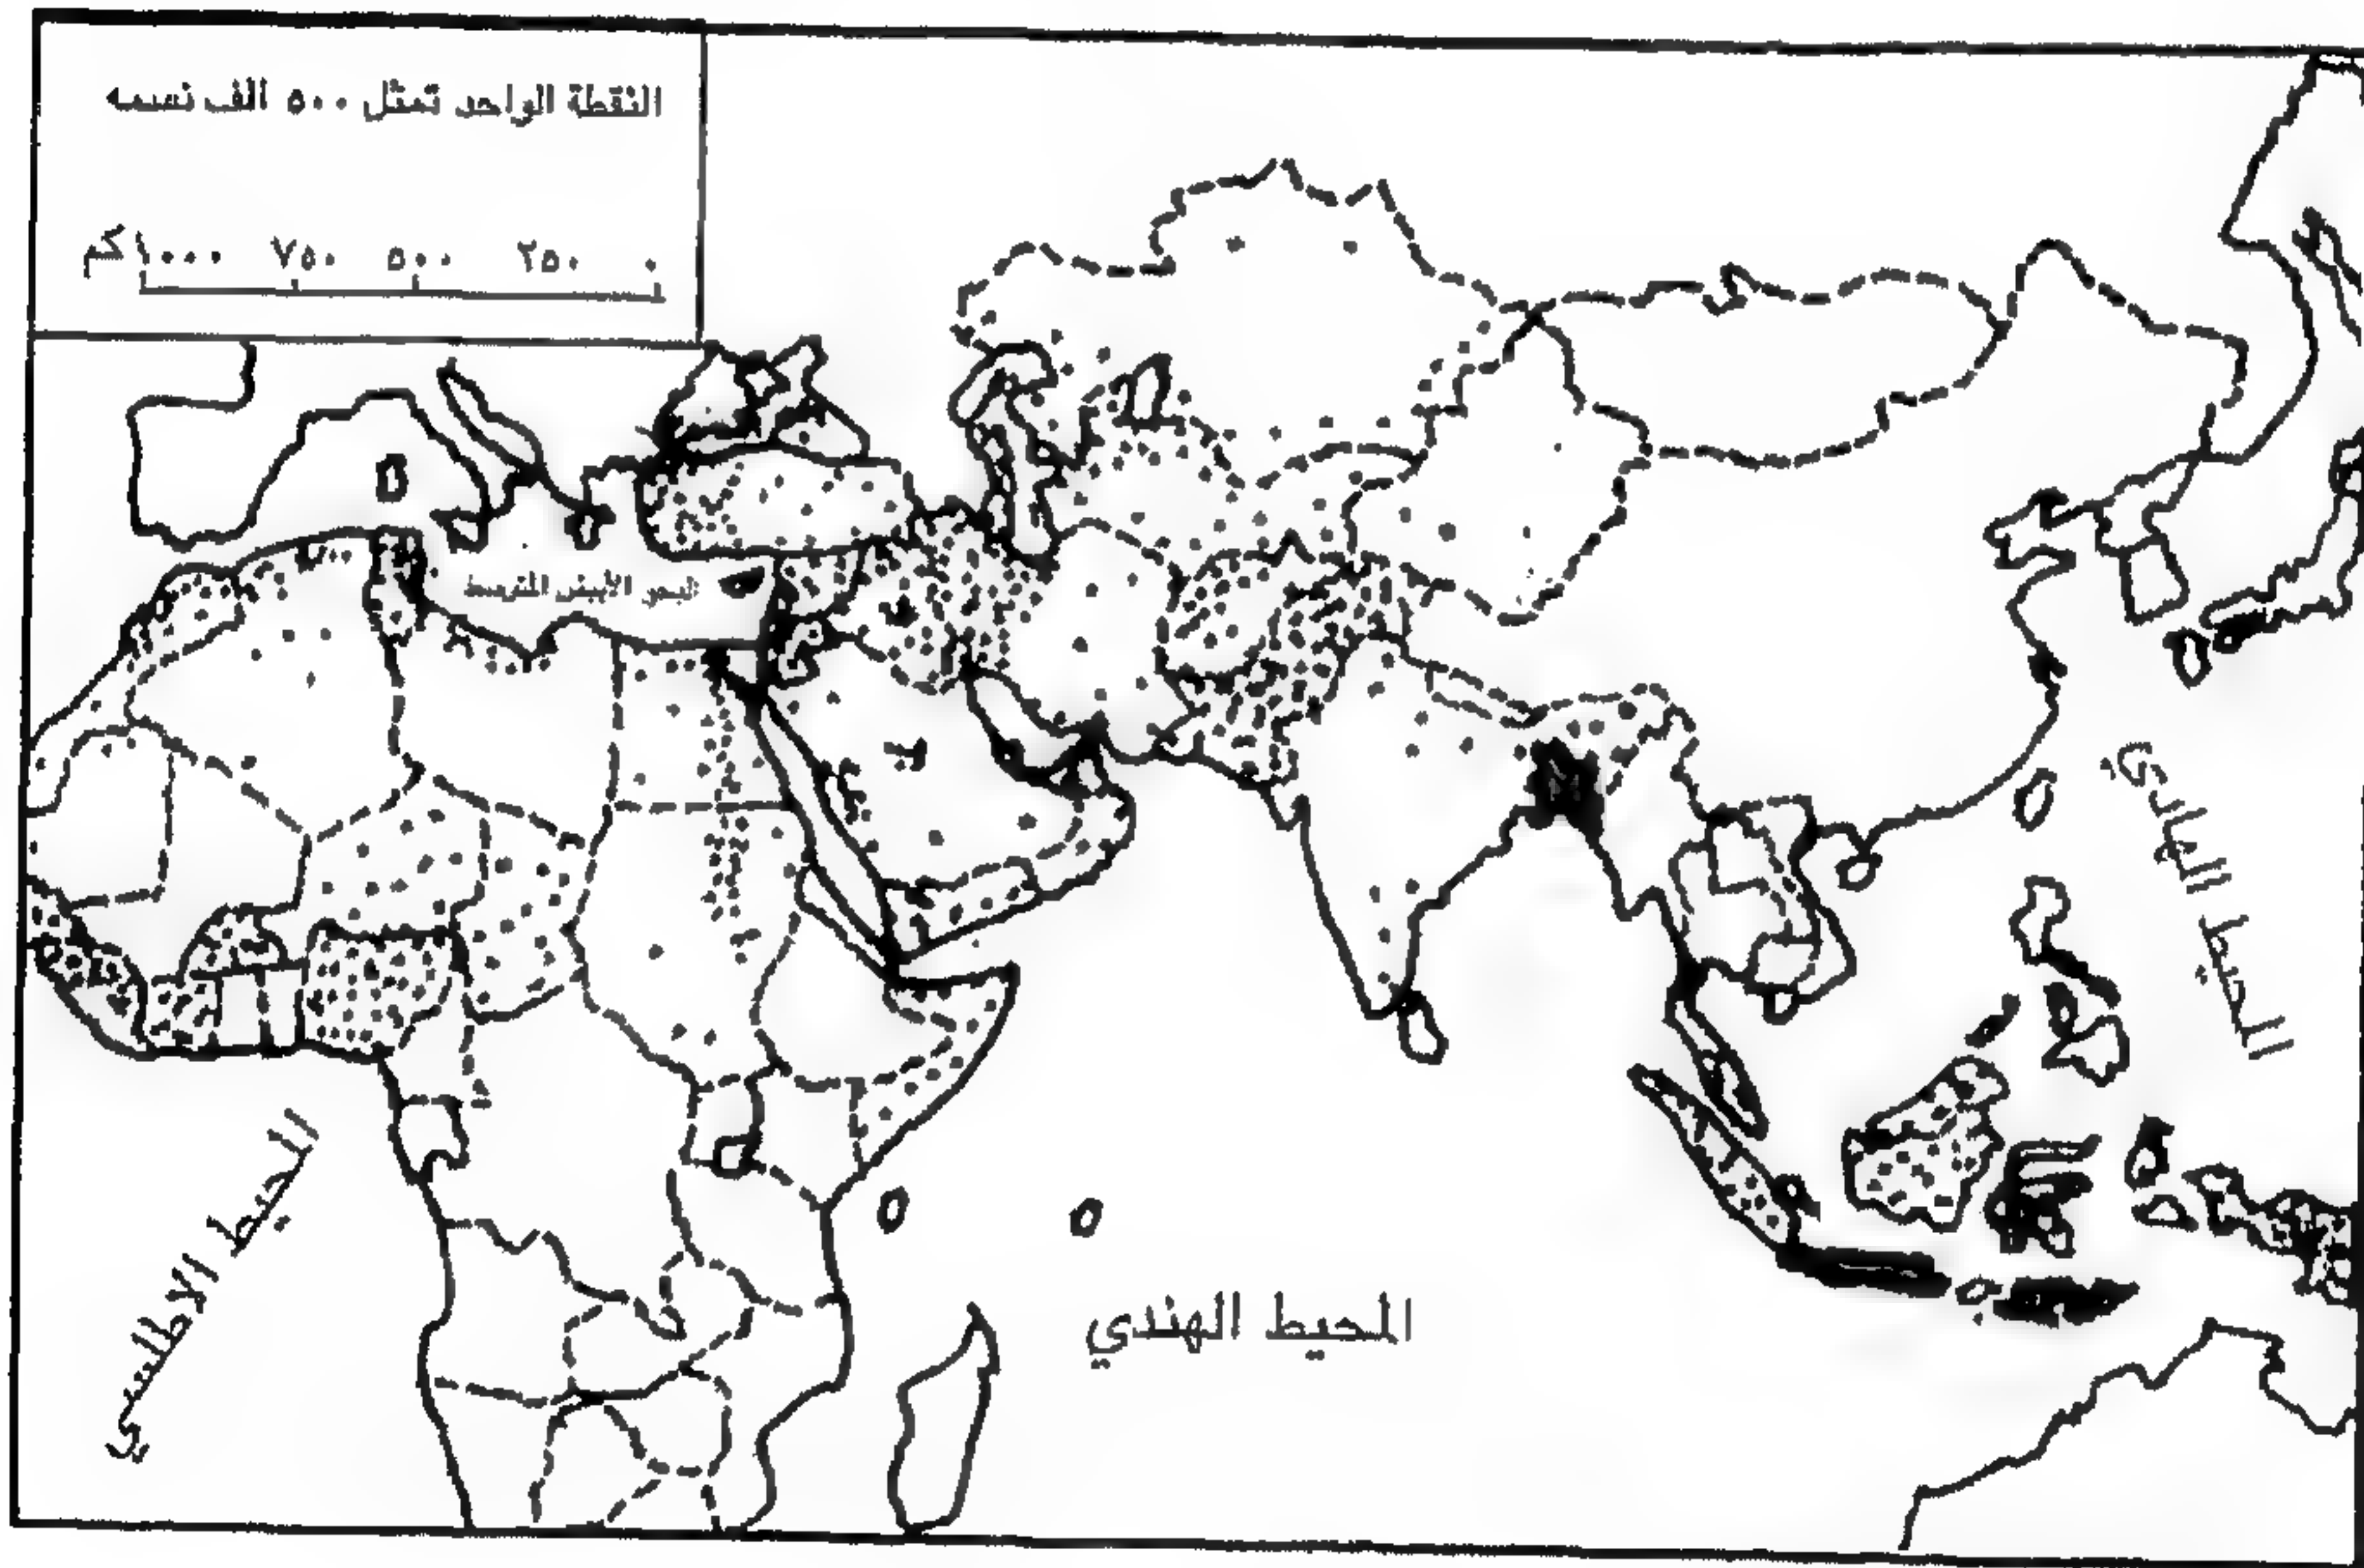 النقطة الواحد تمثل ٥٠٠ الف نسمه
١٠٠٠كم ٧٥٠ ٥٠٠ ٢٥٠ ٠
البحر الأبيض المتوسط
المحيط الهادي
المحيط الاطلسي
المحيط الهندي